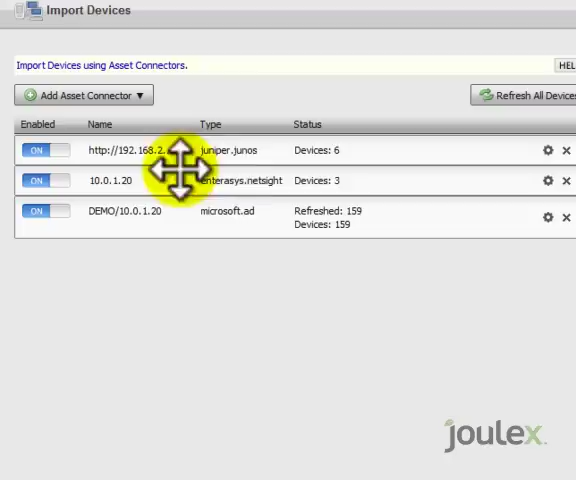 Import Devices
Import Devices using Asset Connectors.
HEL
Add Asset Connector ▼
Refresh All Devices
Enabled Name Type Status
ON http://192.168.2. juniper.junos Devices: 6
ON 10.0.1.20 enterasys.netsight Devices: 3
ON DEMO/10.0.1.20 microsoft.ad Refreshed: 159
Devices: 159
joulex